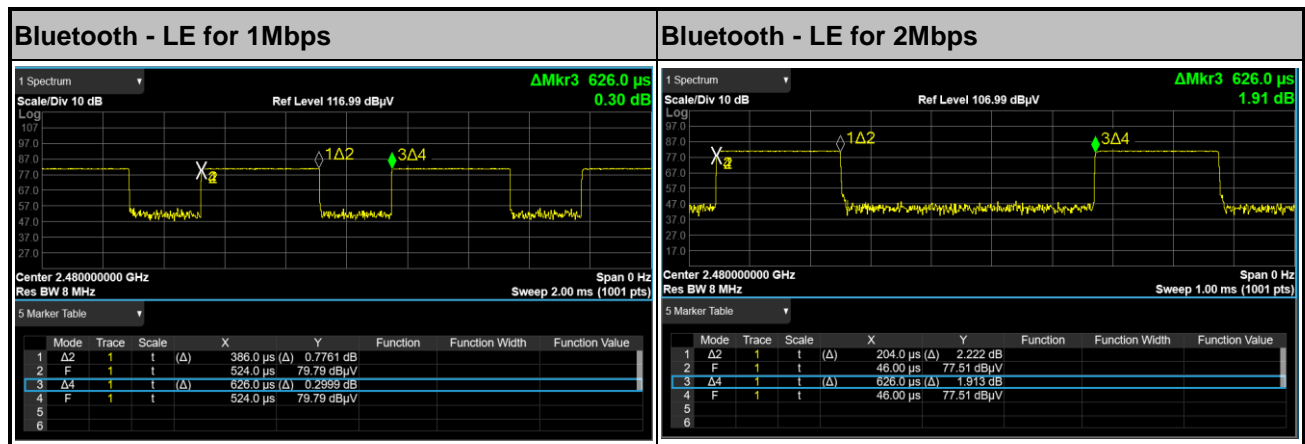 Bluetooth - LE for 1Mbps
1 Spectrum
ΔMkr3 626.0 µs
Scale/Div 10 dB
Ref Level 116.99 dBµV
0.30 dB
Log
107
97.0
87.0
77.0
67.0
57.0
47.0
37.0
27.0
X
2
1Δ2
3Δ4
Center 2.480000000 GHz
Span 0 Hz
Res BW 8 MHz
Sweep 2.00 ms (1001 pts)
5 Marker Table
Mode Trace Scale X Y Function Function Width Function Value
1 Δ2 1 t (Δ) 386.0 µs (Δ) 0.7761 dB
2 F 1 t 524.0 µs 79.79 dBµV
3 Δ4 1 t (Δ) 626.0 µs (Δ) 0.2999 dB
4 F 1 t 524.0 µs 79.79 dBµV
5
6
Bluetooth - LE for 2Mbps
1 Spectrum
ΔMkr3 626.0 µs
Scale/Div 10 dB
Ref Level 106.99 dBµV
1.91 dB
Log
97.0
87.0
77.0
67.0
57.0
47.0
37.0
27.0
17.0
X
2
1Δ2
3Δ4
Center 2.480000000 GHz
Span 0 Hz
Res BW 8 MHz
Sweep 1.00 ms (1001 pts)
5 Marker Table
Mode Trace Scale X Y Function Function Width Function Value
1 Δ2 1 t (Δ) 204.0 µs (Δ) 2.222 dB
2 F 1 t 46.00 µs 77.51 dBµV
3 Δ4 1 t (Δ) 626.0 µs (Δ) 1.913 dB
4 F 1 t 46.00 µs 77.51 dBµV
5
6